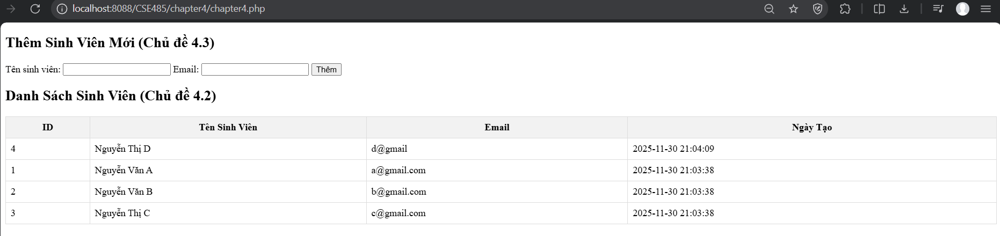 localhost:8088/CSE485/chapter4/chapter4.php
Thêm Sinh Viên Mới (Chủ đề 4.3)
Tên sinh viên: Email: Thêm
Danh Sách Sinh Viên (Chủ đề 4.2)
ID Tên Sinh Viên Email Ngày Tạo
4 Nguyễn Thị D d@gmail 2025-11-30 21:04:09
1 Nguyễn Văn A a@gmail.com 2025-11-30 21:03:38
2 Nguyễn Văn B b@gmail.com 2025-11-30 21:03:38
3 Nguyễn Thị C c@gmail.com 2025-11-30 21:03:38